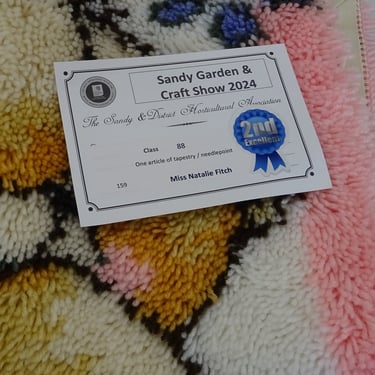 Sandy Garden &
Craft Show 2024
The Sandy & District Horticultural Association
2nd
Excellent
Class 88
One article of tapestry / needlepoint
159 Miss Natalie Fitch